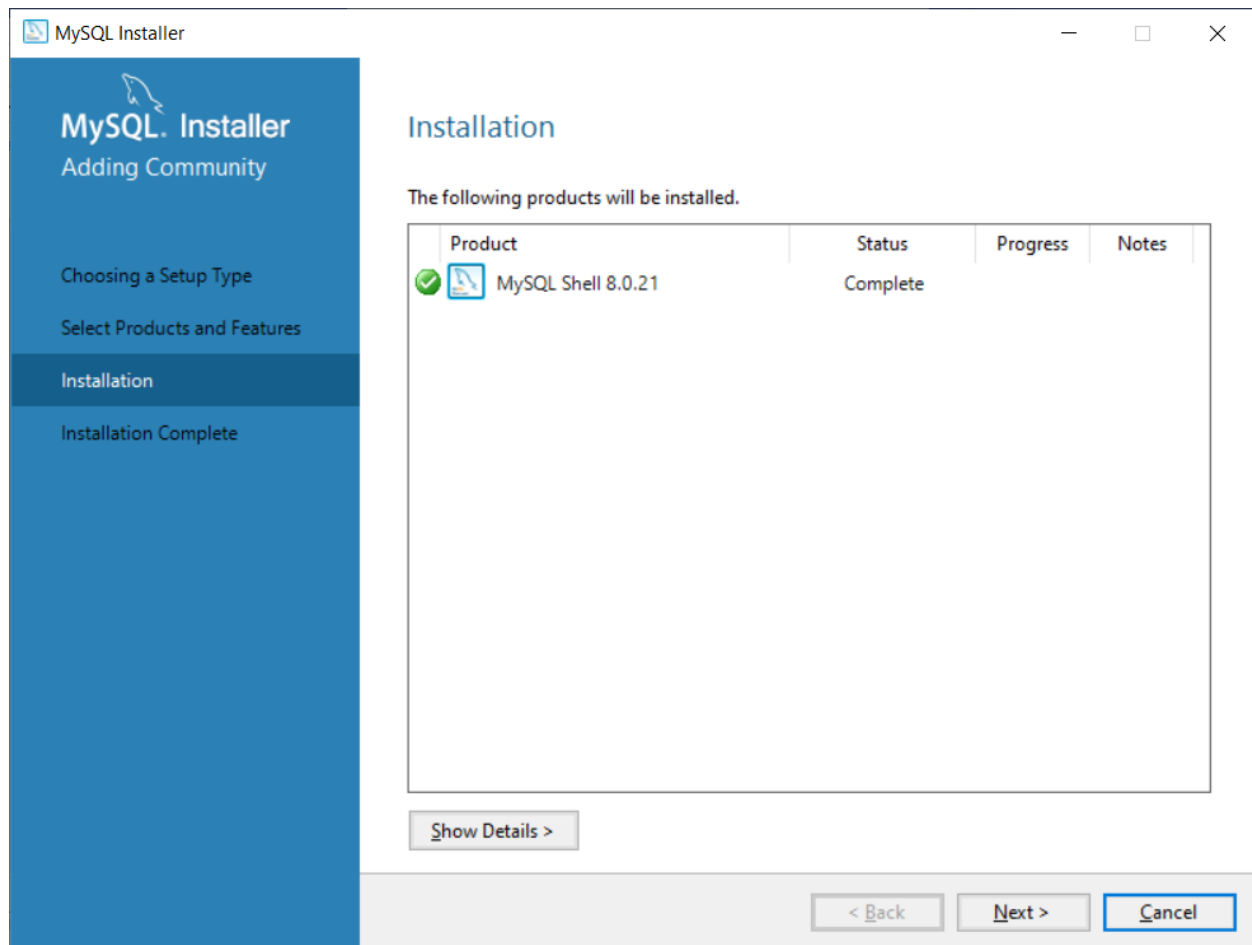 MySQL Installer
MySQL. Installer
Adding Community
Choosing a Setup Type
Select Products and Features
Installation
Installation Complete
Installation
The following products will be installed.
Product Status Progress Notes
MySQL Shell 8.0.21 Complete
Show Details >
< Back Next > Cancel